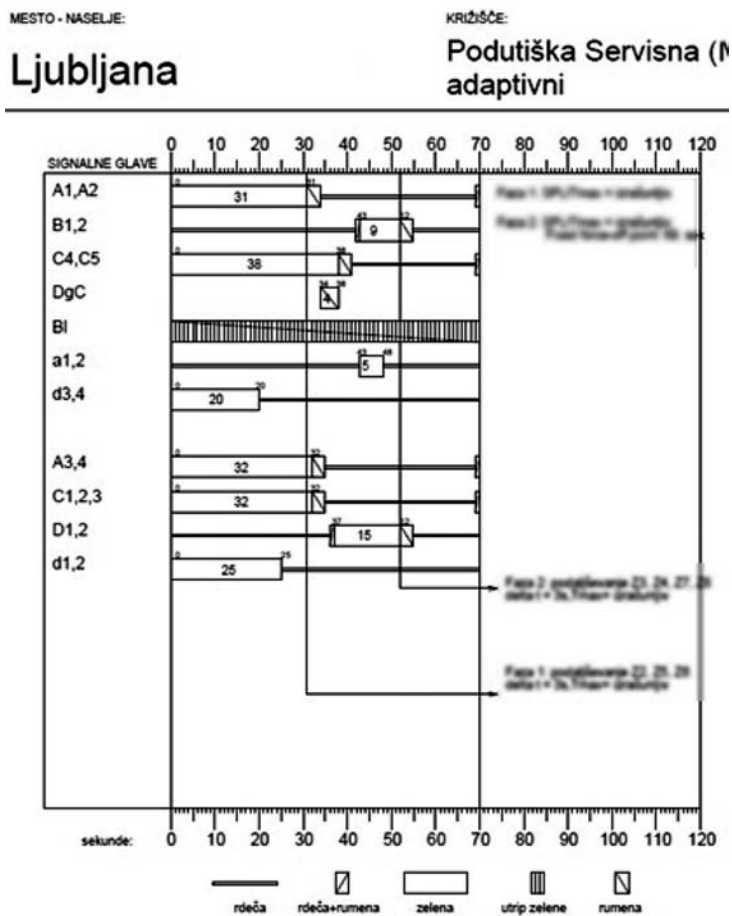 MESTO - NASELJE:
KRIŽIŠČE:
Ljubljana
Podutiška Servisna (
adaptivni
0 10 20 30 40 50 60 70 80 90 100 110 120
SIGNALNE GLAVE
A1,A2 0 31 31
B1,2 43 9 12
C4,C5 0 38 38
DgC 34 4 38
Bl
a1,2 43 5 48
d3,4 0 20 20
A3,4 0 32 32
C1,2,3 0 32 32
D1,2 37 15 12
d1,2 0 25 25
sekunde: 0 10 20 30 40 50 60 70 80 90 100 110 120
rdeča rdeča+rumena zelena utrip zelene rumena